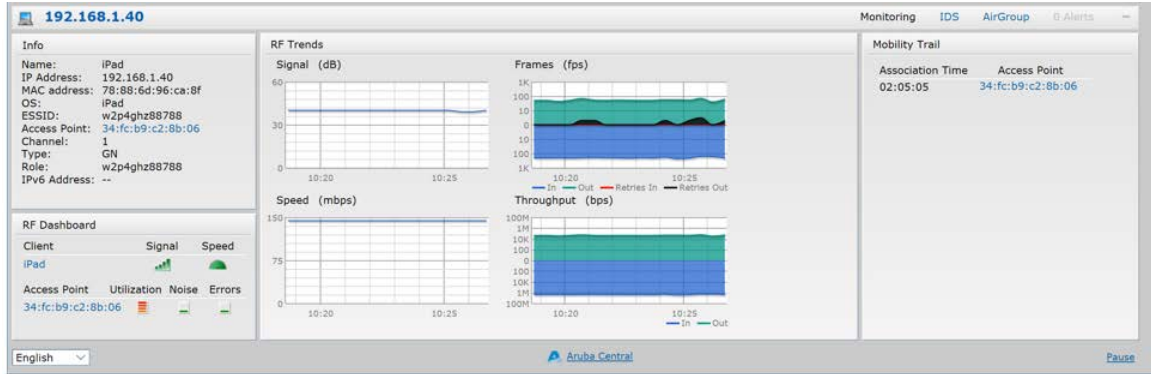 192.168.1.40
Monitoring IDS AirGroup 0 Alerts –
Info
Name: iPad
IP Address: 192.168.1.40
MAC address: 78:88:6d:96:ca:8f
OS: iPad
ESSID: w2p4ghz88788
Access Point: 34:fc:b9:c2:8b:06
Channel: 1
Type: GN
Role: w2p4ghz88788
IPv6 Address: --
RF Dashboard
Client Signal Speed
iPad
Access Point Utilization Noise Errors
34:fc:b9:c2:8b:06
RF Trends
Signal (dB)
60
30
0
10:20 10:25
Frames (fps)
1K
100
10
0
10
100
1K
10:20 10:25
In Out Retries In Retries Out
Speed (mbps)
150
75
0
10:20 10:25
Throughput (bps)
100M
1M
10K
100
0
100
10K
1M
100M
10:20 10:25
In Out
Mobility Trail
Association Time Access Point
02:05:05 34:fc:b9:c2:8b:06
English
Aruba Central
Pause